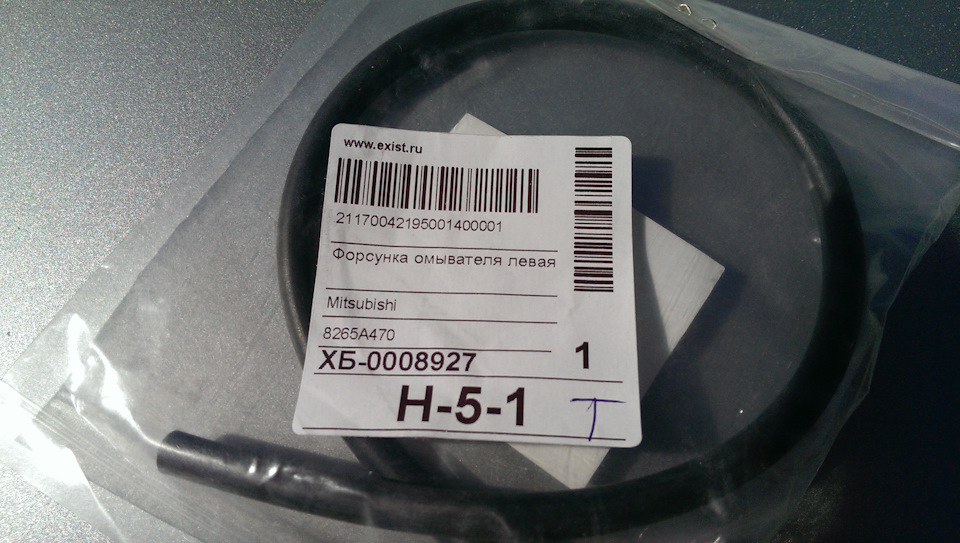 www.exist.ru
21170042195001400001
Форсунка омывателя левая
Mitsubishi
8265A470
ХБ-0008927
1
Н-5-1
T